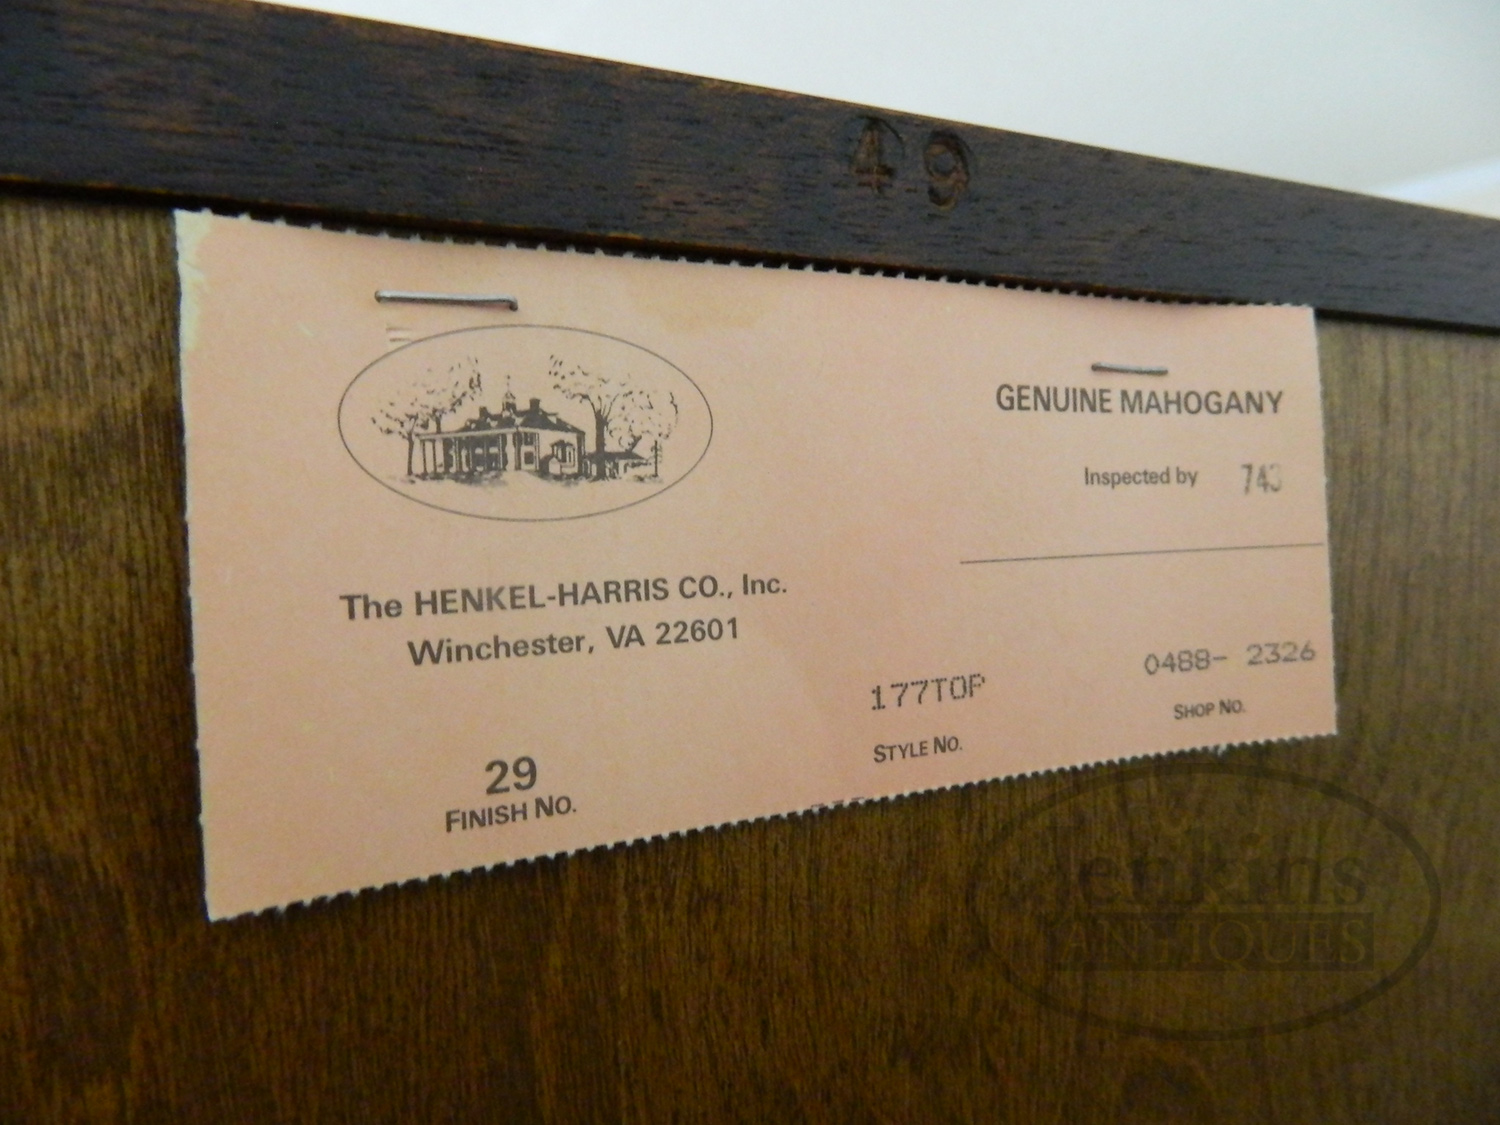 49
GENUINE MAHOGANY
Inspected by 743
The HENKEL-HARRIS CO., Inc.
Winchester, VA 22601
177TOP
STYLE NO.
0488- 2326
SHOP NO.
29
FINISH NO.
Jenkins
ANTIQUES